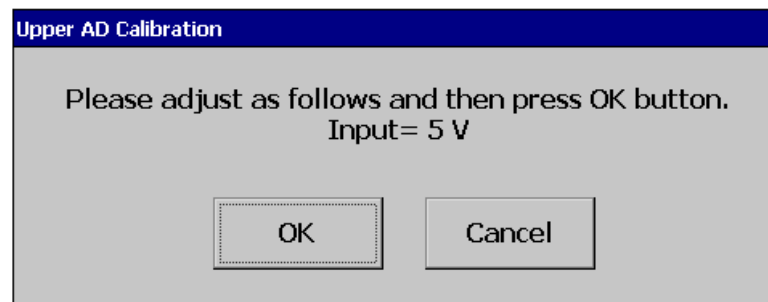 Upper AD Calibration
Please adjust as follows and then press OK button.
Input= 5 V
OK
Cancel